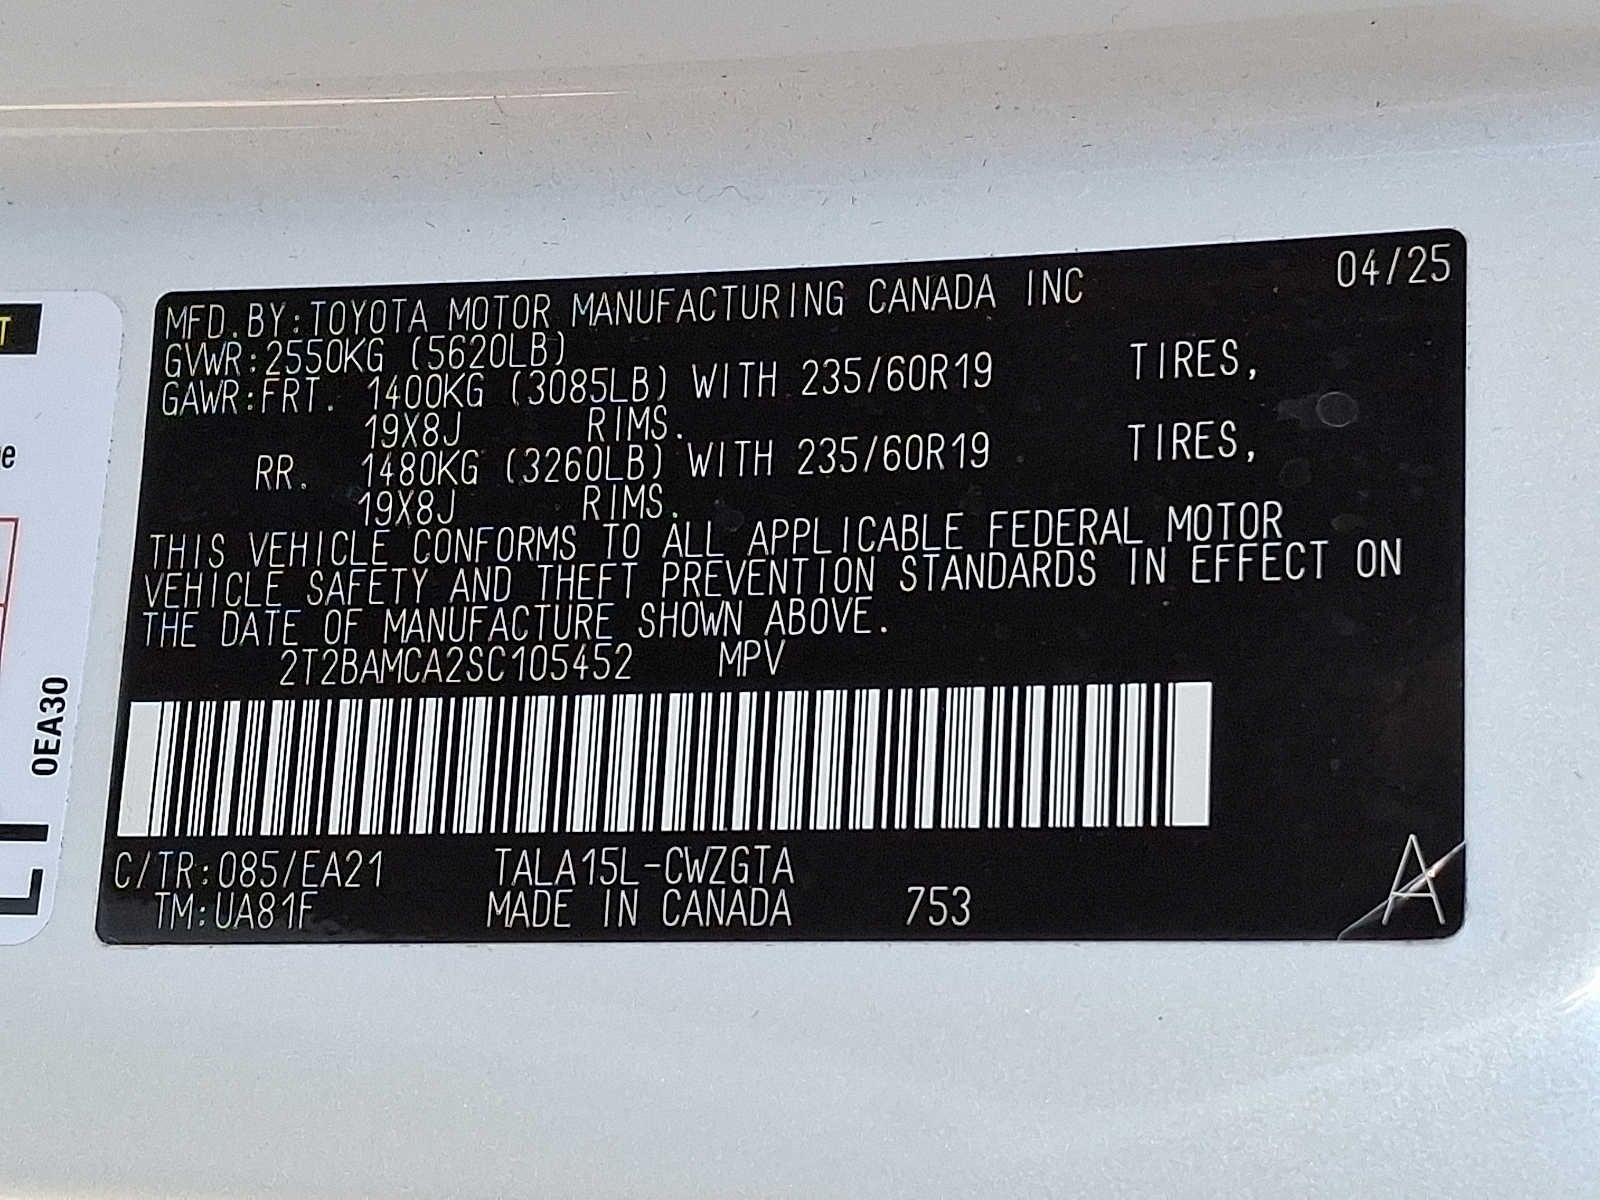 MFD.BY:TOYOTA MOTOR MANUFACTURING CANADA INC 04/25
GVWR:2550KG (5620LB)
GAWR:FRT. 1400KG (3085LB) WITH 235/60R19 TIRES,
19X8J RIMS.
RR. 1480KG (3260LB) WITH 235/60R19 TIRES,
19X8J RIMS.
THIS VEHICLE CONFORMS TO ALL APPLICABLE FEDERAL MOTOR
VEHICLE SAFETY AND THEFT PREVENTION STANDARDS IN EFFECT ON
THE DATE OF MANUFACTURE SHOWN ABOVE.
2T2BAMCA2SC105452 MPV
C/TR:085/EA21 TALA15L-CWZGTA
TM:UA81F MADE IN CANADA 753
A
0EA30